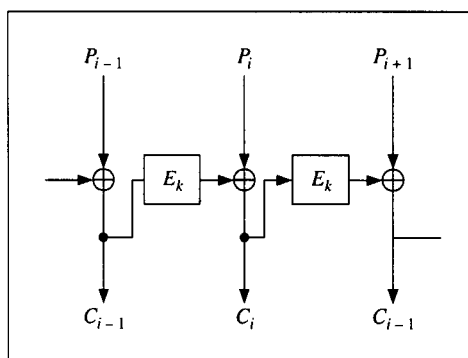 P_{i-1} P_i P_{i+1}
E_k E_k
C_{i-1} C_i C_{i-1}